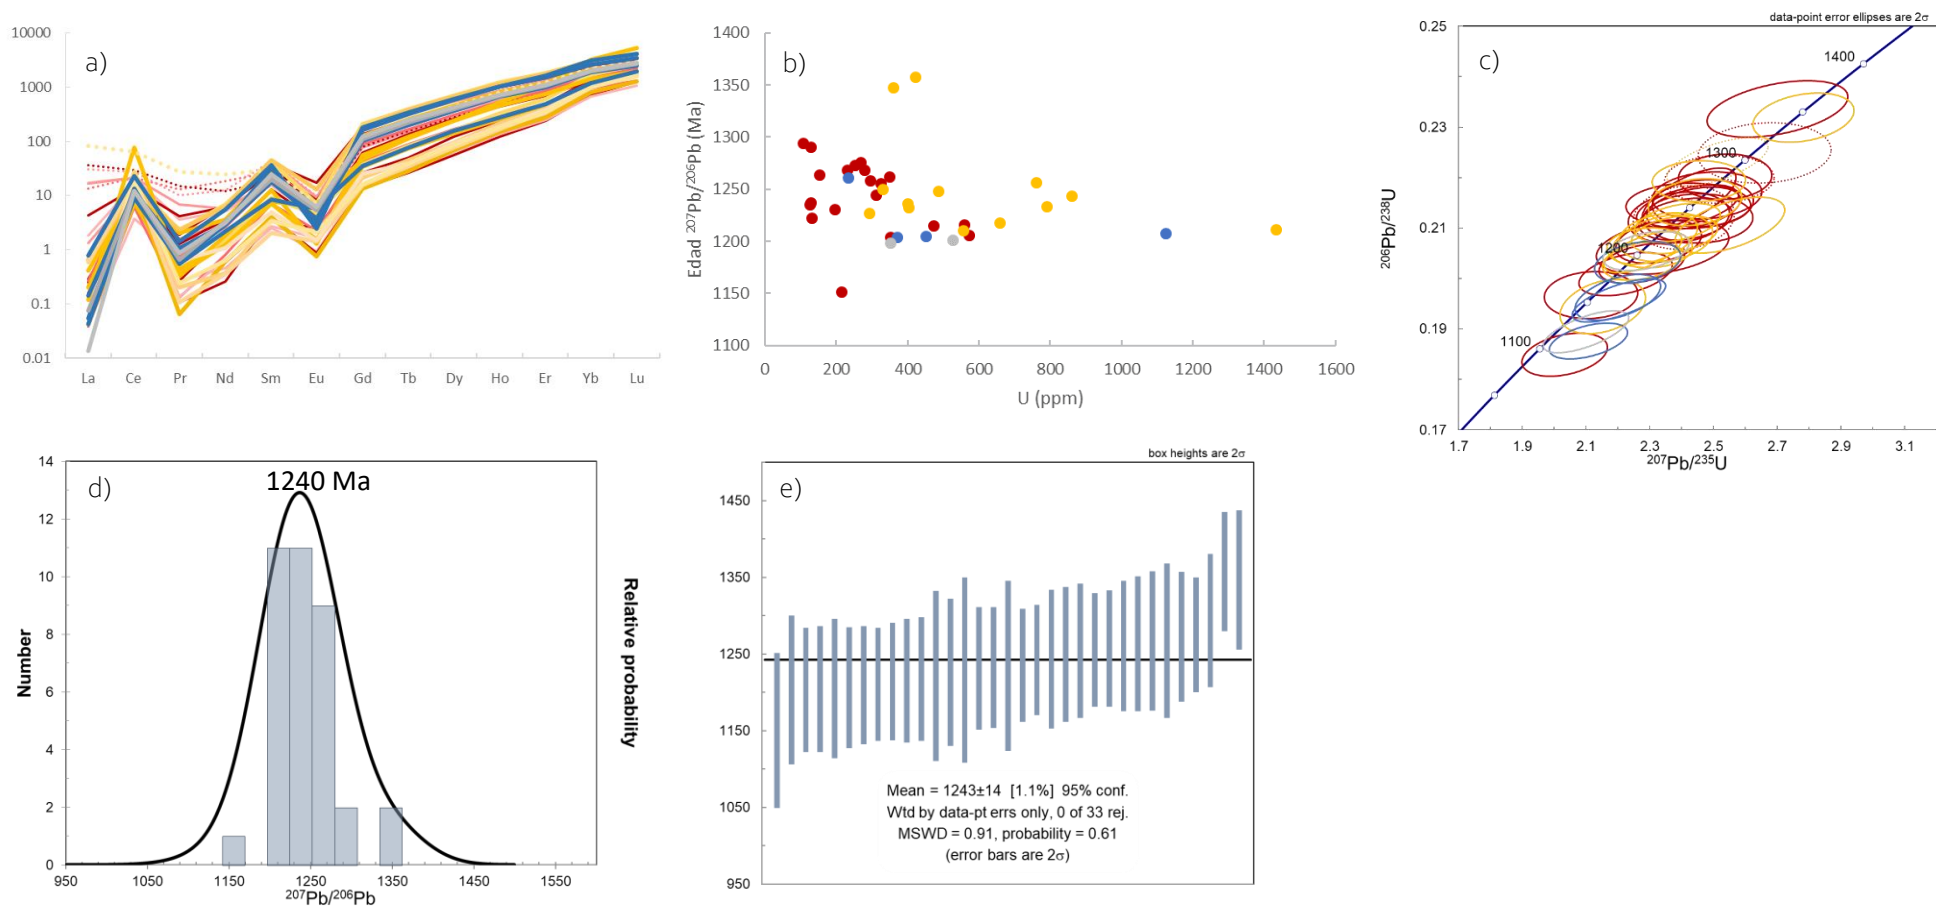 a)
10000
1000
100
10
1
0.1
0.01
La Ce Pr Nd Sm Eu Gd Tb Dy Ho Er Yb Lu
b)
Edad ²⁰⁷Pb/²⁰⁶Pb (Ma)
1400
1350
1300
1250
1200
1150
1100
0 200 400 600 800 1000 1200 1400 1600
U (ppm)
data-point error ellipses are 2σ
c)
²⁰⁶Pb/²³⁸U
0.25
0.23
0.21
0.19
0.17
1400
1300
1200
1100
1.7 1.9 2.1 2.3 2.5 2.7 2.9 3.1
²⁰⁷Pb/²³⁵U
d)
1240 Ma
Number
14
12
10
8
6
4
2
0
950 1050 1150 1250 1350 1450 1550
²⁰⁷Pb/²⁰⁶Pb
Relative probability
box heights are 2σ
e)
1450
1350
1250
1150
1050
950
Mean = 1243±14 [1.1%] 95% conf.
Wtd by data-pt errs only, 0 of 33 rej.
MSWD = 0.91, probability = 0.61
(error bars are 2σ)